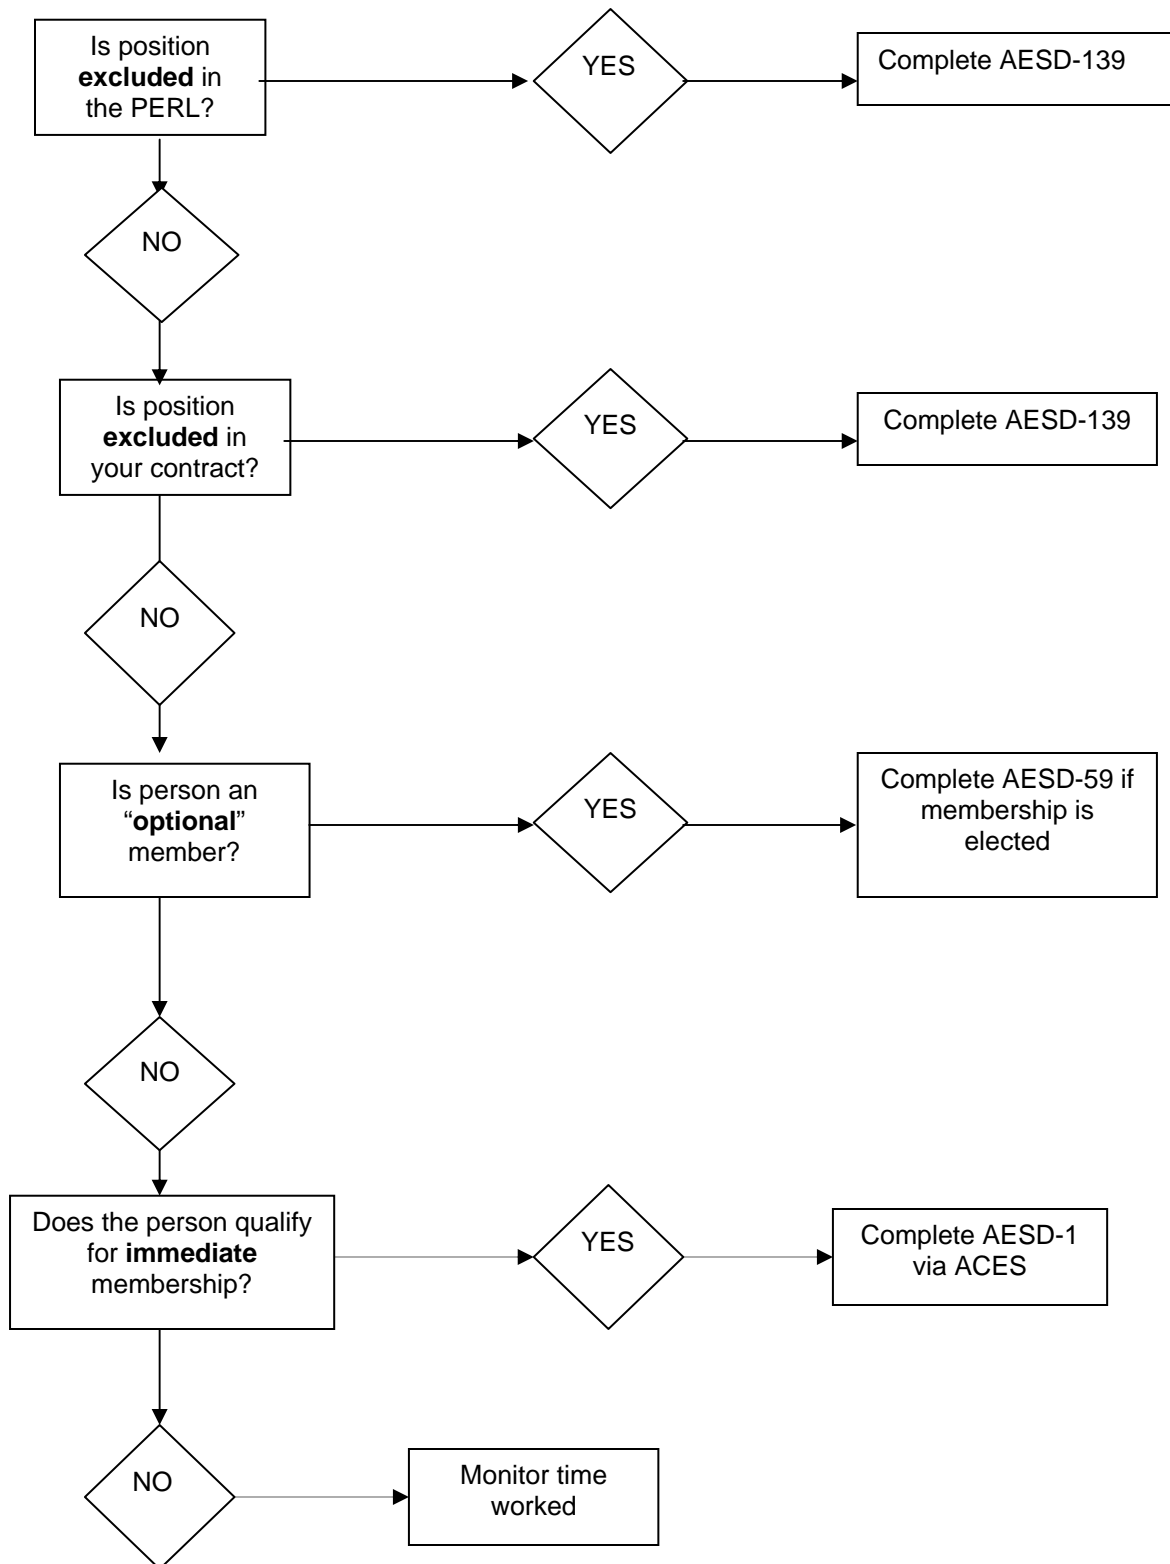 Is position
excluded in
the PERL?
YES
Complete AESD-139
NO
Is position
excluded in
your contract?
YES
Complete AESD-139
NO
Is person an
“optional”
member?
YES
Complete AESD-59 if
membership is
elected
NO
Does the person qualify
for immediate
membership?
YES
Complete AESD-1
via ACES
NO
Monitor time
worked